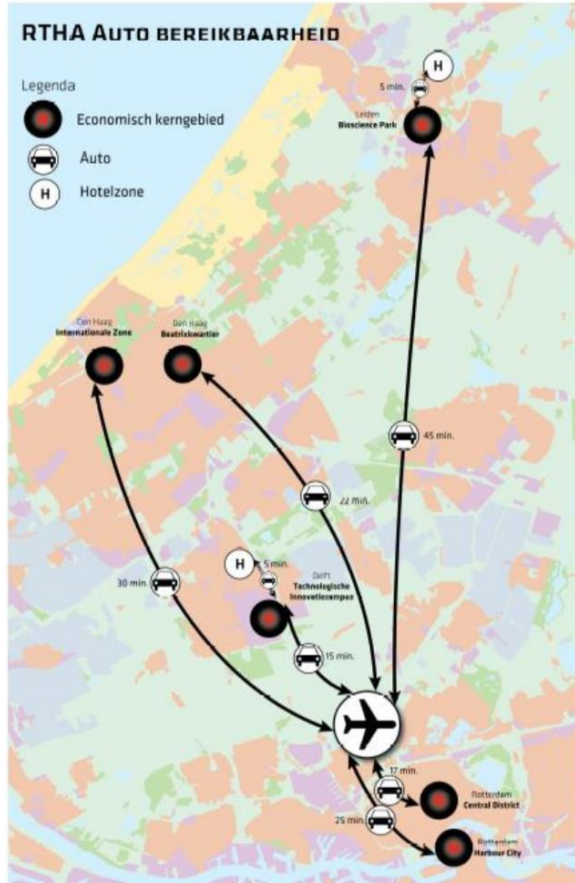 RTHA AUTO BEREIKBAARHEID
Legenda
Economisch kerngebied
Auto
H
Hotelzone
H
5 min.
Leiden
Bioscience Park
Den Haag
Internationale Zone
Den Haag
Beatrixkwartier
45 min.
22 min.
H
5 min.
Delft
Technologische
Innovatiecampus
30 min.
15 min.
17 min.
Rotterdam
Central District
25 min.
Rotterdam
Harbour City